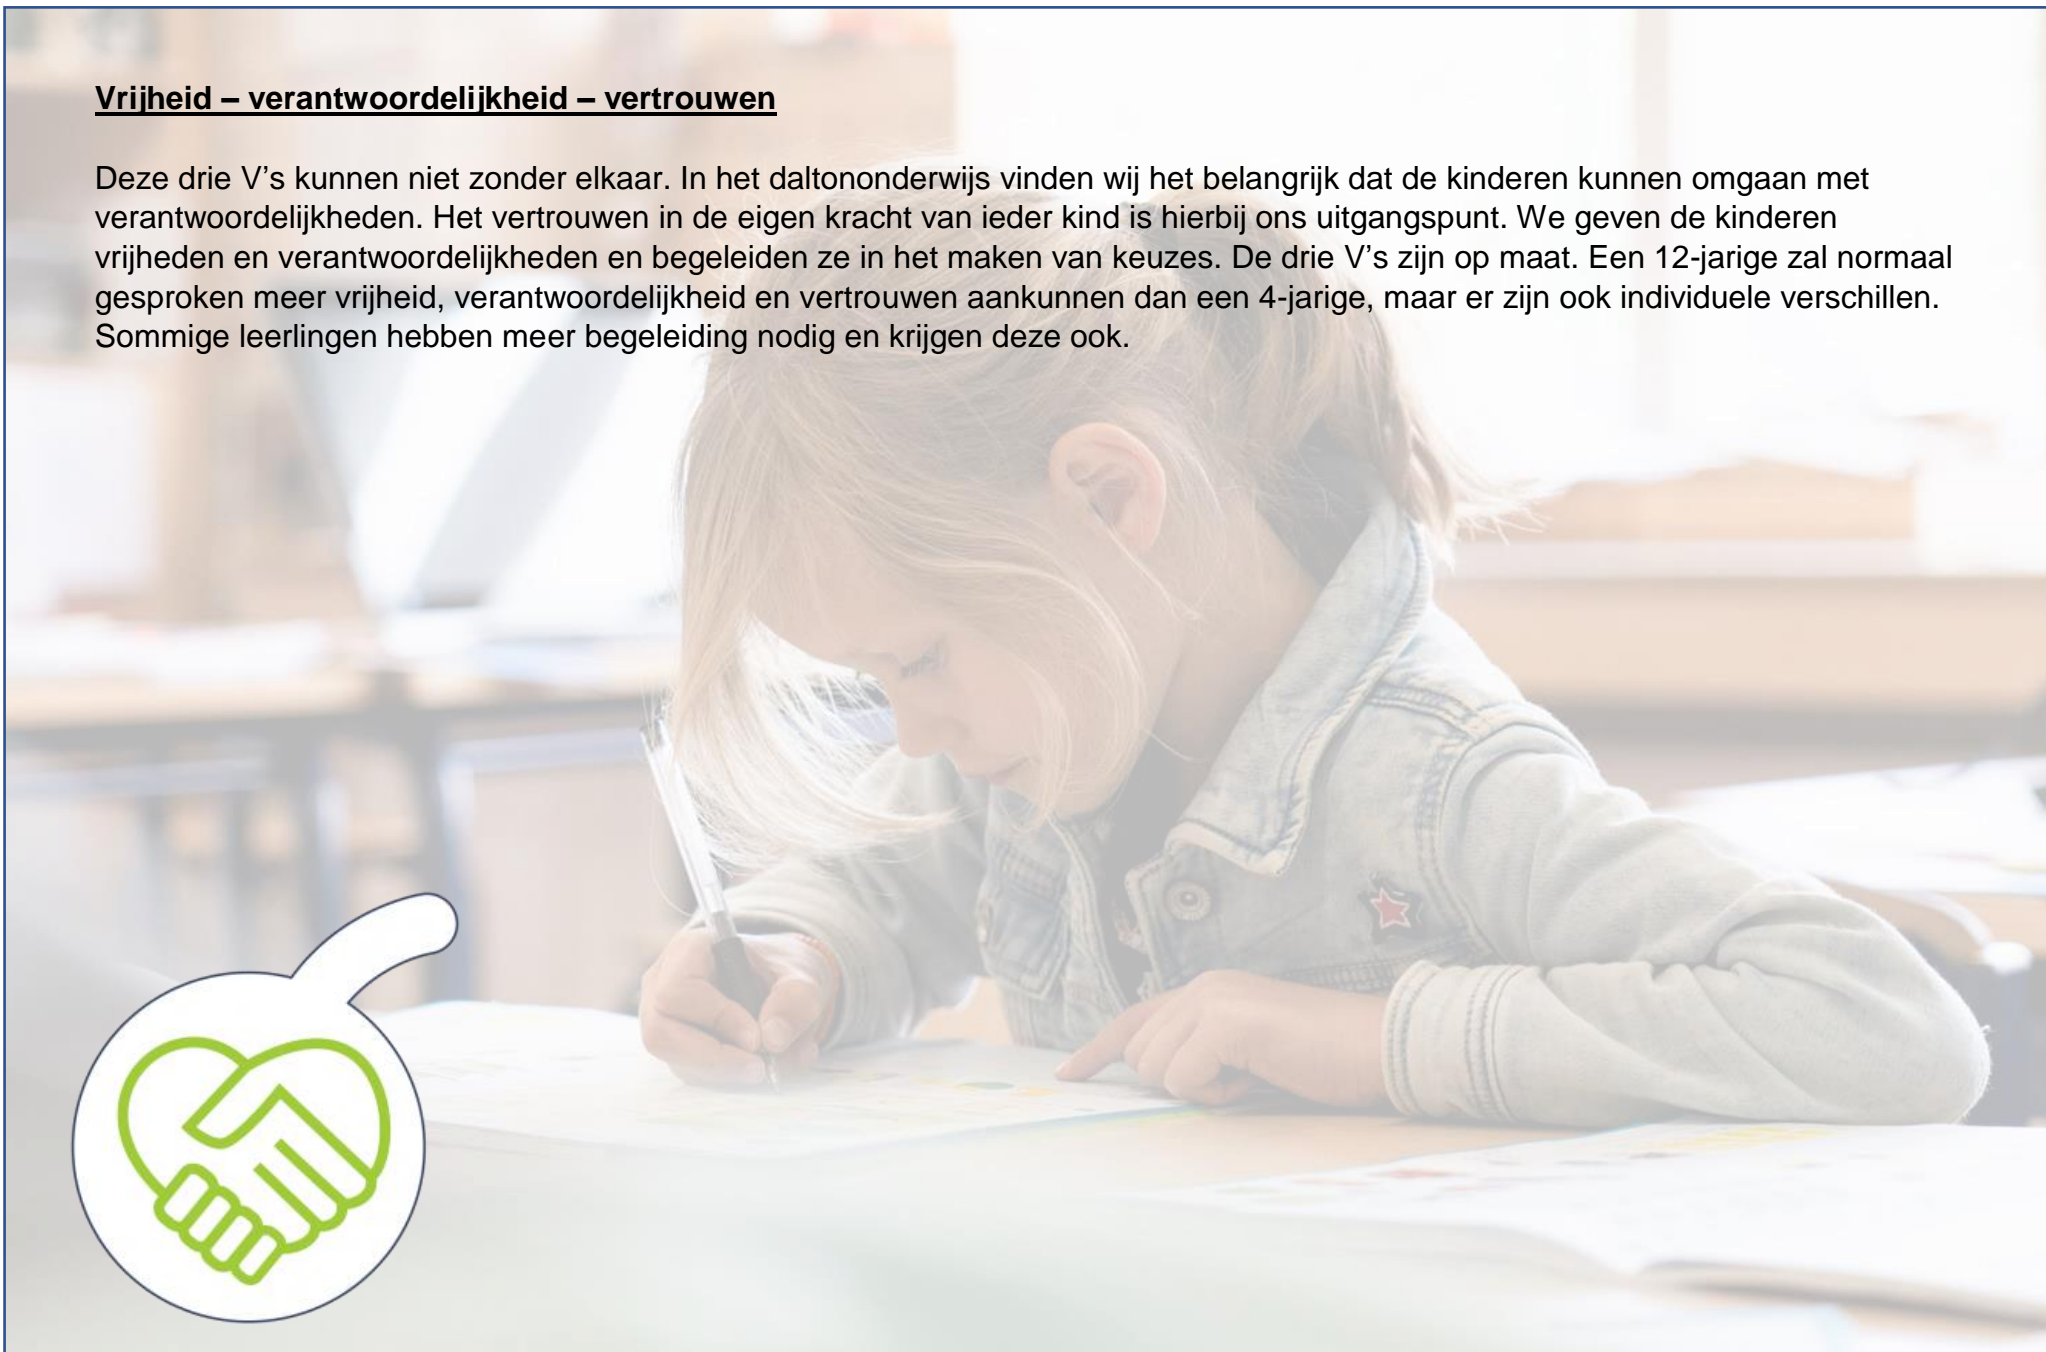 Vrijheid – verantwoordelijkheid – vertrouwen
Deze drie V’s kunnen niet zonder elkaar. In het daltononderwijs vinden wij het belangrijk dat de kinderen kunnen omgaan met
verantwoordelijkheden. Het vertrouwen in de eigen kracht van ieder kind is hierbij ons uitgangspunt. We geven de kinderen
vrijheden en verantwoordelijkheden en begeleiden ze in het maken van keuzes. De drie V’s zijn op maat. Een 12-jarige zal normaal
gesproken meer vrijheid, verantwoordelijkheid en vertrouwen aankunnen dan een 4-jarige, maar er zijn ook individuele verschillen.
Sommige leerlingen hebben meer begeleiding nodig en krijgen deze ook.